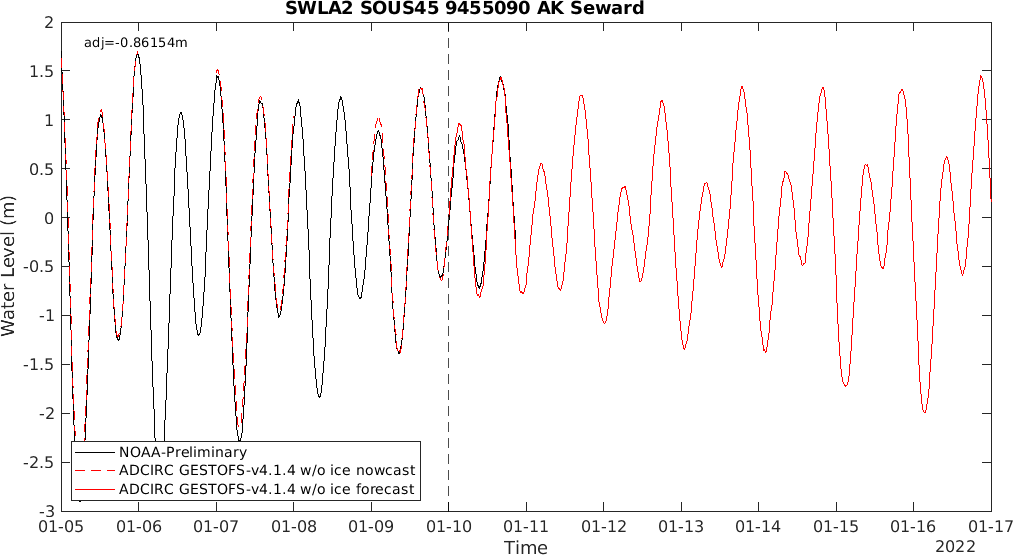 SWLA2 SOUS45 9455090 AK Seward
adj=-0.86154m
Water Level (m)
2
1.5
1
0.5
0
-0.5
-1
-1.5
-2
-2.5
-3
NOAA-Preliminary
ADCIRC GESTOFS-v4.1.4 w/o ice nowcast
ADCIRC GESTOFS-v4.1.4 w/o ice forecast
01-05 01-06 01-07 01-08 01-09 01-10 01-11 01-12 01-13 01-14 01-15 01-16 01-17
Time
2022